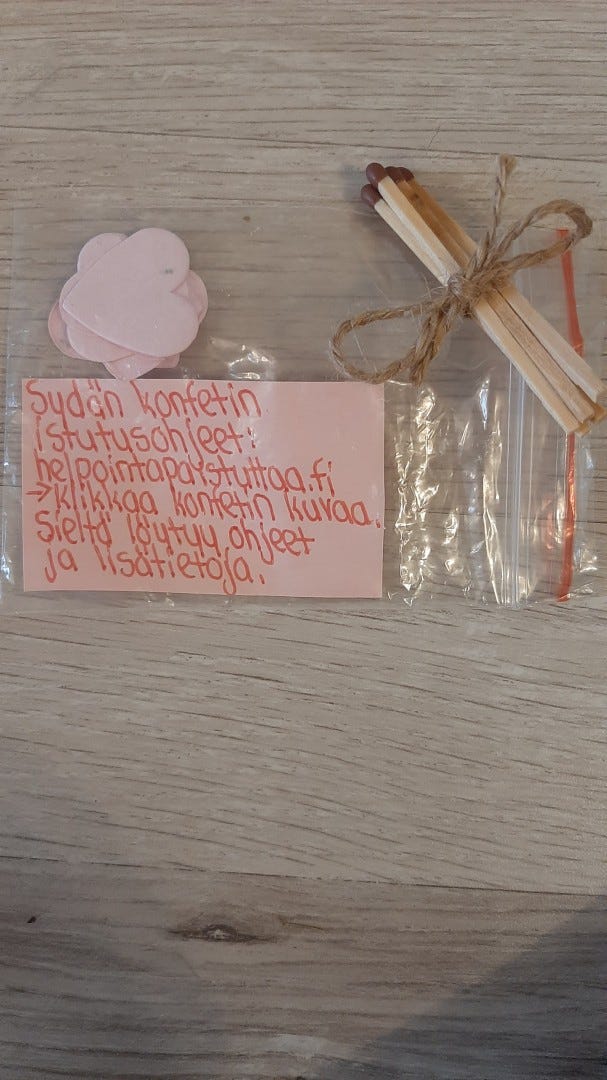 Sydän konfetin
istutusohjeet:
helpointapaistuttaa.fi
→klikkaa konfetin kuvaa.
Sieltä löytyy ohjeet
ja lisätietoja.